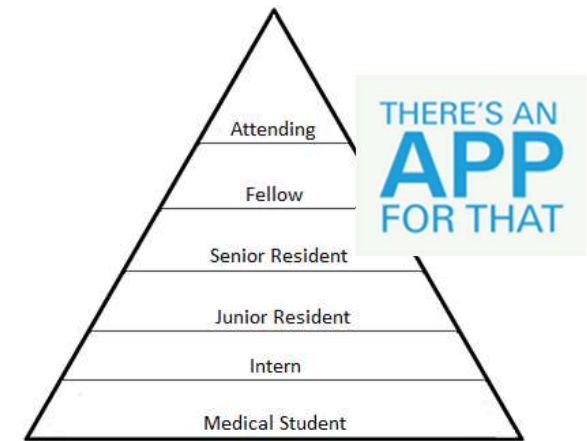 Attending
Fellow
Senior Resident
Junior Resident
Intern
Medical Student
THERE'S AN
APP
FOR THAT